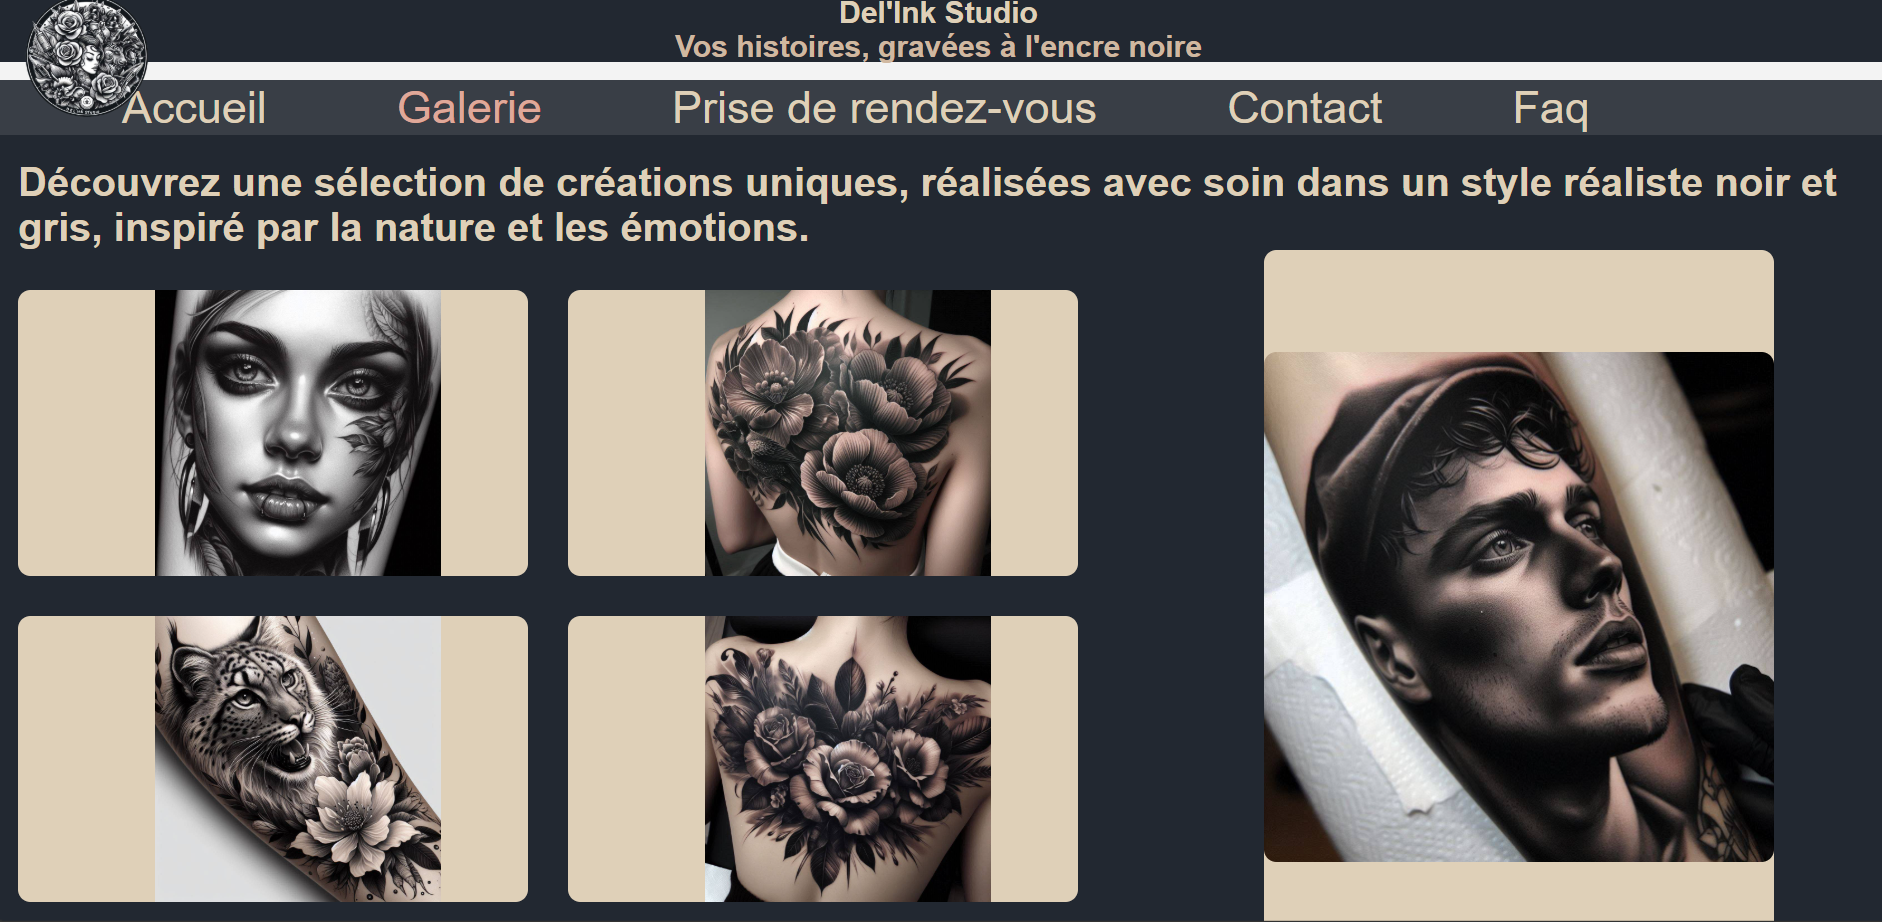 Del'Ink Studio
Vos histoires, gravées à l'encre noire
Accueil Galerie Prise de rendez-vous Contact Faq
Découvrez une sélection de créations uniques, réalisées avec soin dans un style réaliste noir et
gris, inspiré par la nature et les émotions.